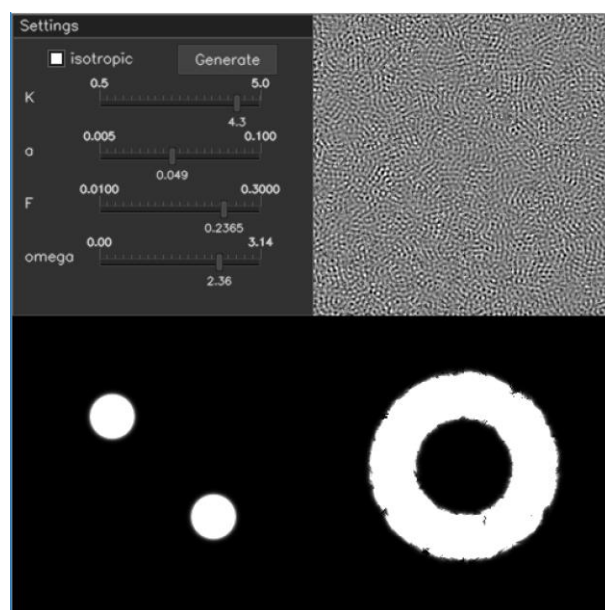 Settings
isotropic Generate
0.5 5.0
K
4.3
0.005 0.100
a
0.049
0.0100 0.3000
F
0.2365
0.00 3.14
omega
2.36